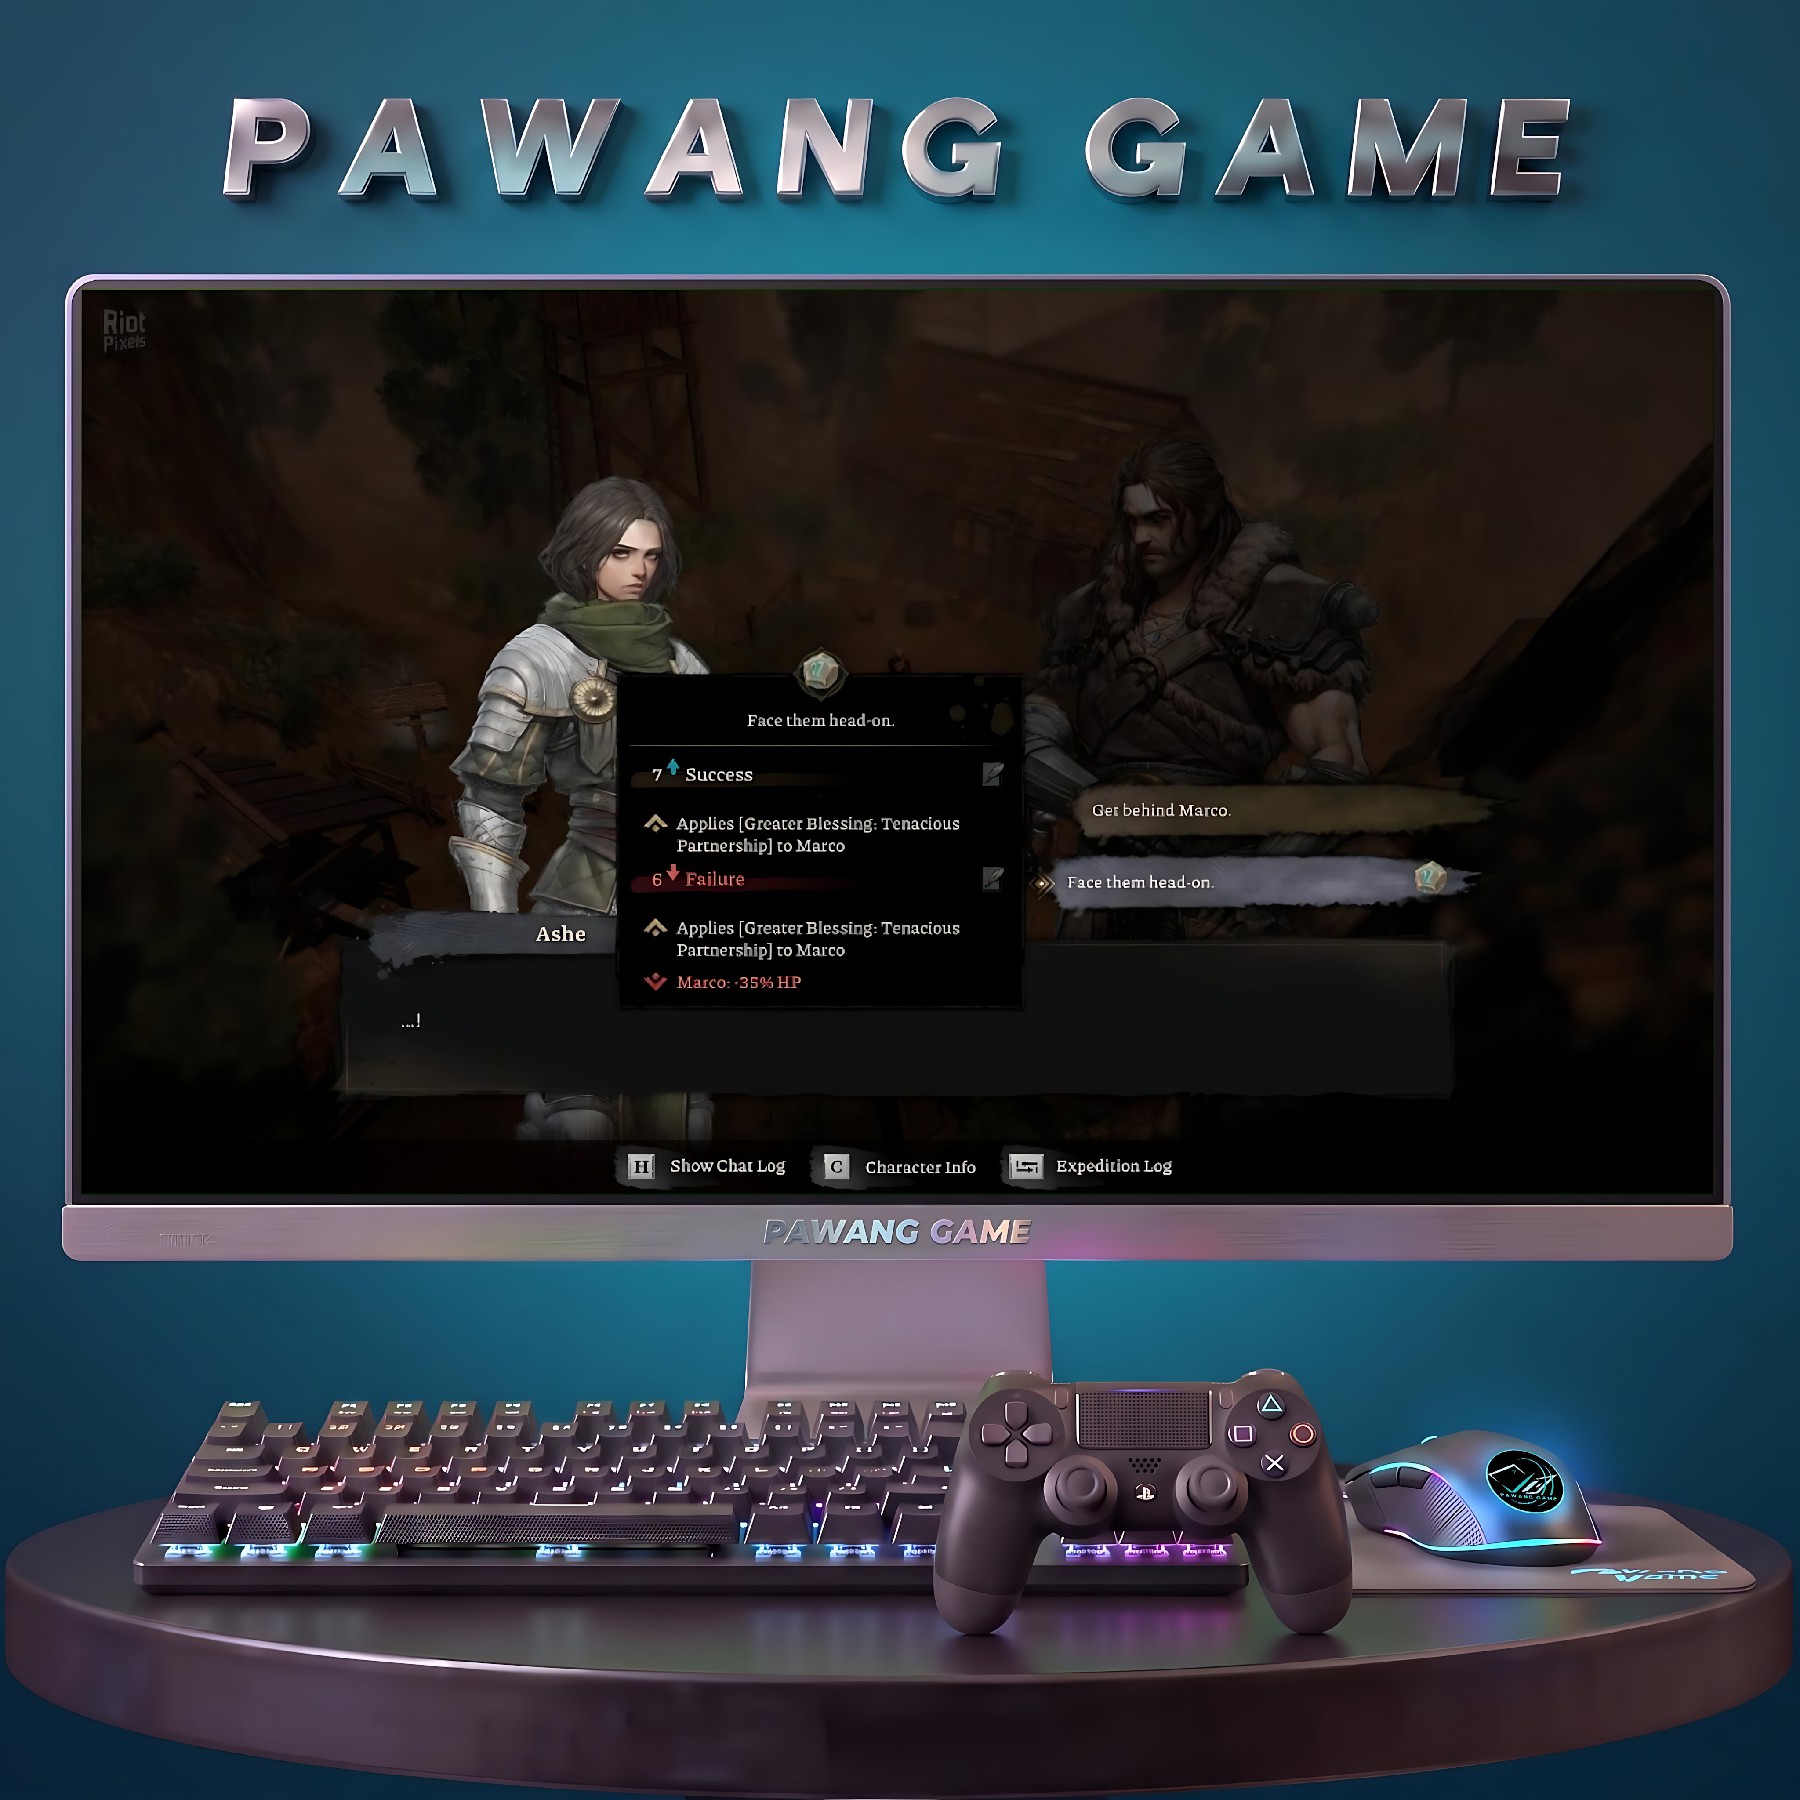 PAWANG GAME
Riot
Pixels
Face them head-on.
7 Success
Applies [Greater Blessing: Tenacious
Partnership] to Marco
6 Failure
Applies [Greater Blessing: Tenacious
Partnership] to Marco
Marco: -35% HP
Get behind Marco.
Face them head-on.
Ashe
...!
H Show Chat Log C Character Info Expedition Log
PAWANG GAME
PAWANG GAME